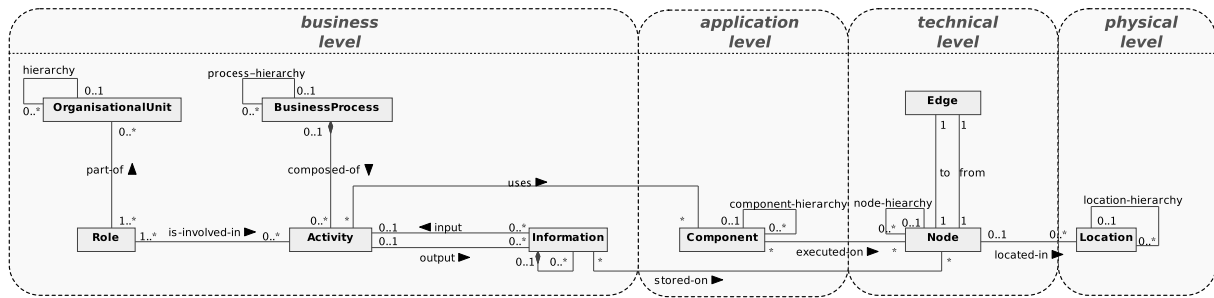 business
level
application
level
technical
level
physical
level
hierarchy
0..1
0..*
OrganisationalUnit
0..*
part-of
1..*
Role
1..*
is-involved-in
0..*
process-hierarchy
0..1
0..*
BusinessProcess
0..1
composed-of
0..*
*
Activity
uses
0..1
input
0..*
0..1
output
0..*
Information
0..1
0..*
*
stored-on
*
component-hierarchy
0..1
0..*
*
Component
*
executed-on
*
Edge
1
1
to
from
1
1
node-hiearchy
0..1
0..*
Node
*
0..1
located-in
0..*
location-hierarchy
0..1
0..*
Location